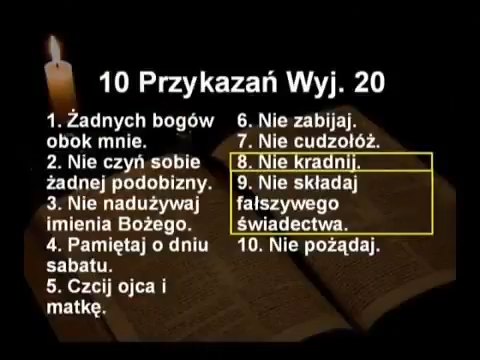 10 Przykazań Wyj. 20
1. Żadnych bogów
obok mnie.
2. Nie czyń sobie
żadnej podobizny.
3. Nie nadużywaj
imienia Bożego.
4. Pamiętaj o dniu
sabatu.
5. Czcij ojca i
matkę.
6. Nie zabijaj.
7. Nie cudzołóż.
8. Nie kradnij.
9. Nie składaj
fałszywego
świadectwa.
10. Nie pożądaj.